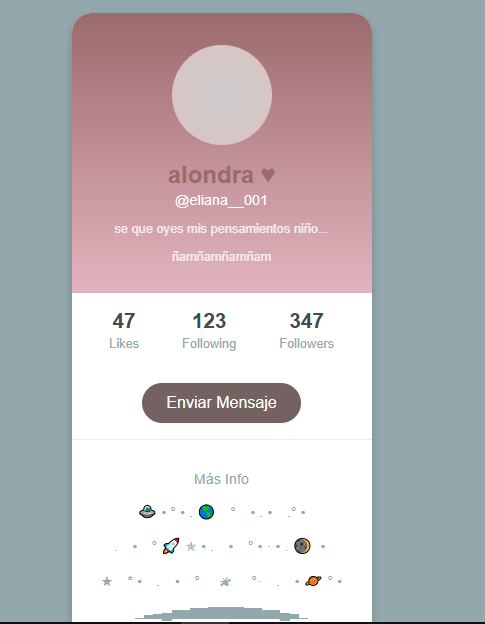 alondra ♥
@eliana__001
se que oyes mis pensamientos niño...
ñamñamñamñam
47 123 347
Likes Following Followers
Enviar Mensaje
Más Info
🛸 • ° • . 🌎 ° • . • . ° •
. • ° 🚀 ✯ • . • ° • · • . 🌒 •
★ * • . • ° 🛰 ° · . • 🪐 ° •